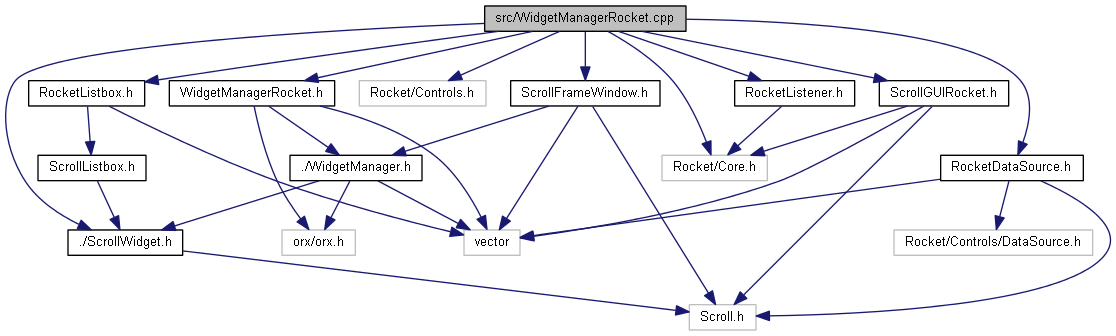 src/WidgetManagerRocket.cpp
RocketListbox.h
WidgetManagerRocket.h
Rocket/Controls.h
ScrollFrameWindow.h
RocketListener.h
ScrollGUIRocket.h
ScrollListbox.h
./WidgetManager.h
Rocket/Core.h
RocketDataSource.h
./ScrollWidget.h
orx/orx.h
vector
Rocket/Controls/DataSource.h
Scroll.h